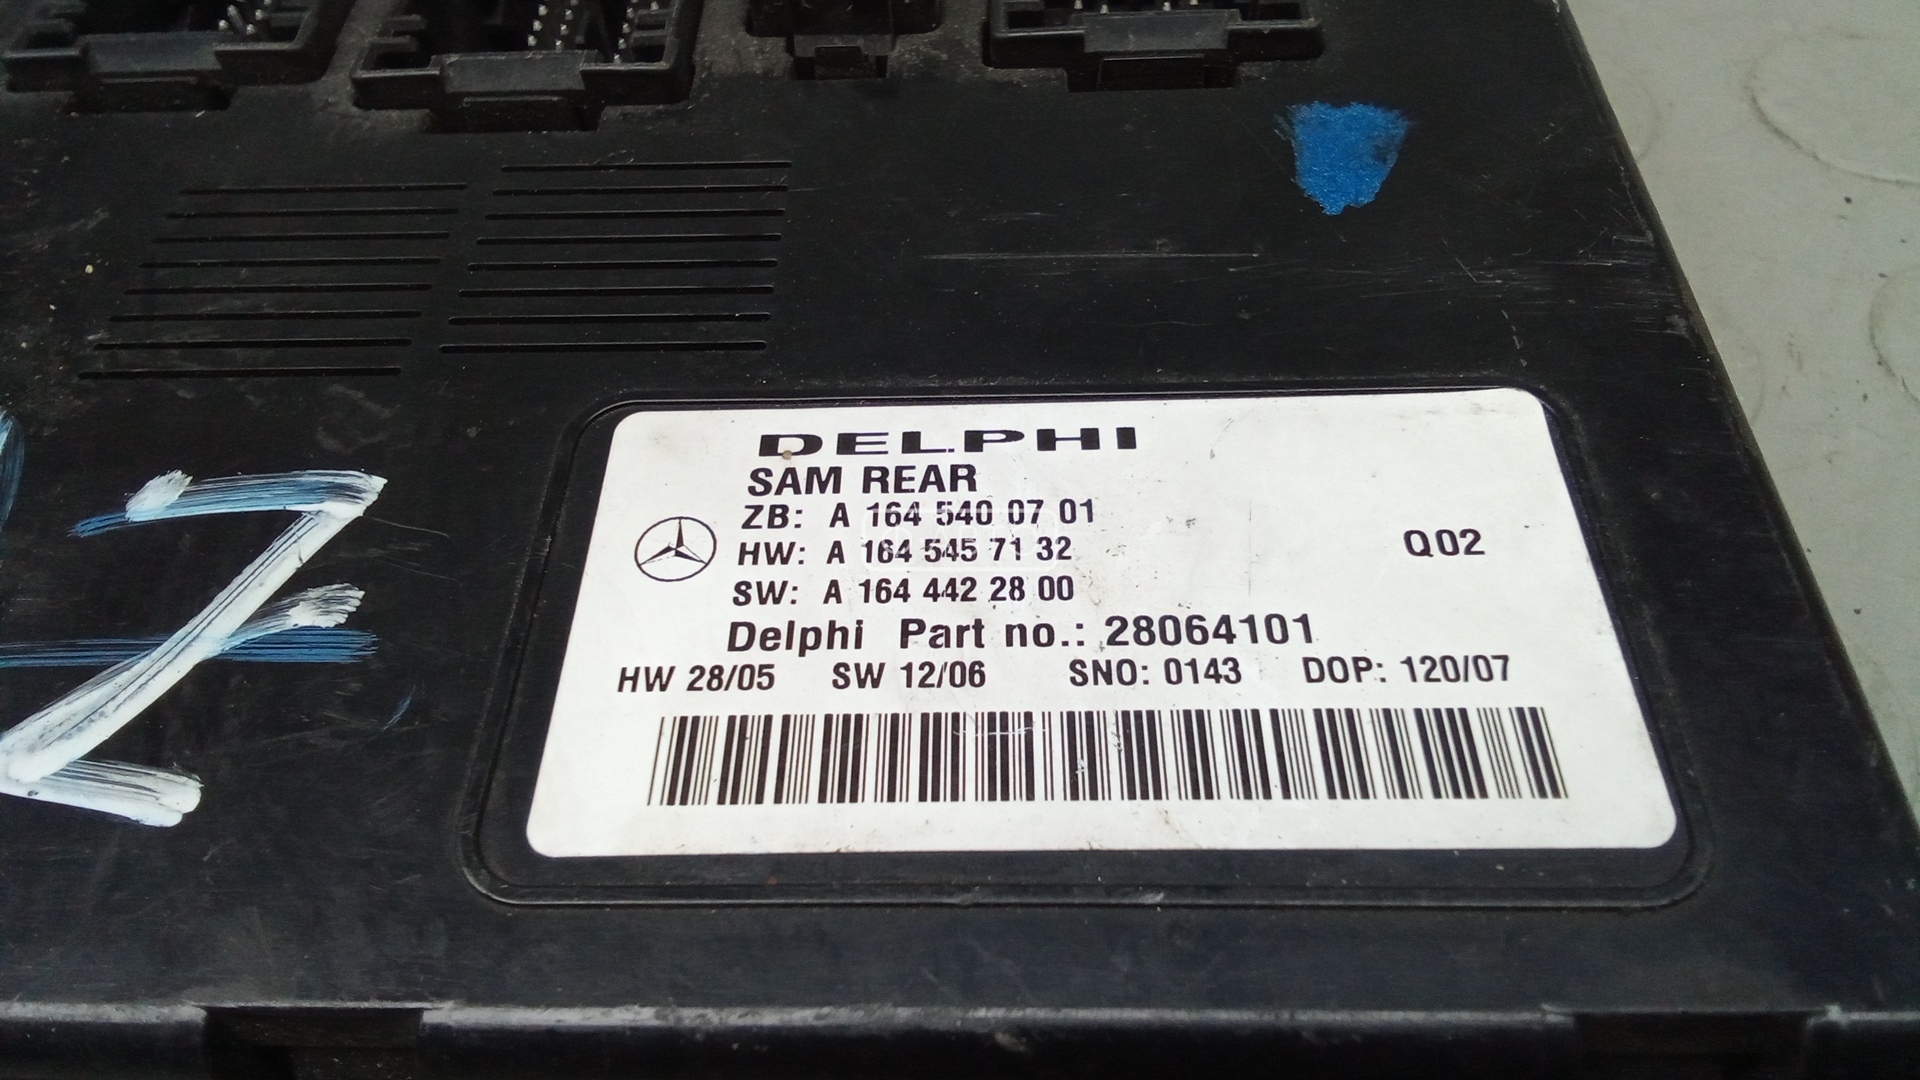 DELPHI
SAM REAR
ZB: A 164 540 07 01
HW: A 164 545 71 32
SW: A 164 442 28 00
Q02
Delphi Part no.: 28064101
HW 28/05 SW 12/06 SNO: 0143 DOP: 120/07